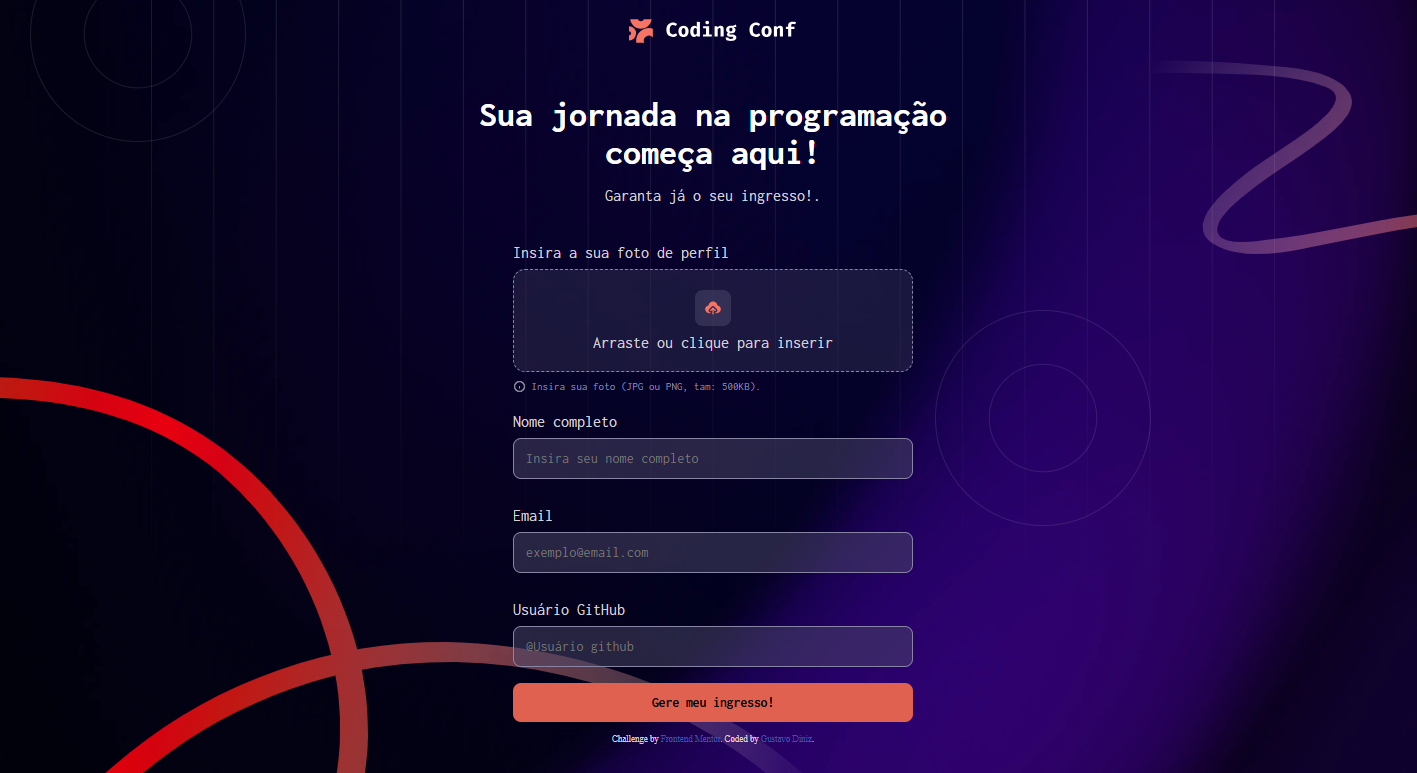 Coding Conf
Sua jornada na programação
começa aqui!
Garanta já o seu ingresso!.
Insira a sua foto de perfil
Arraste ou clique para inserir
Insira sua foto (JPG ou PNG, tam: 500KB).
Nome completo
Insira seu nome completo
Email
exemplo@email.com
Usuário GitHub
@Usuário github
Gere meu ingresso!
Challenge by Frontend Mentor. Coded by Gustavo Diniz.